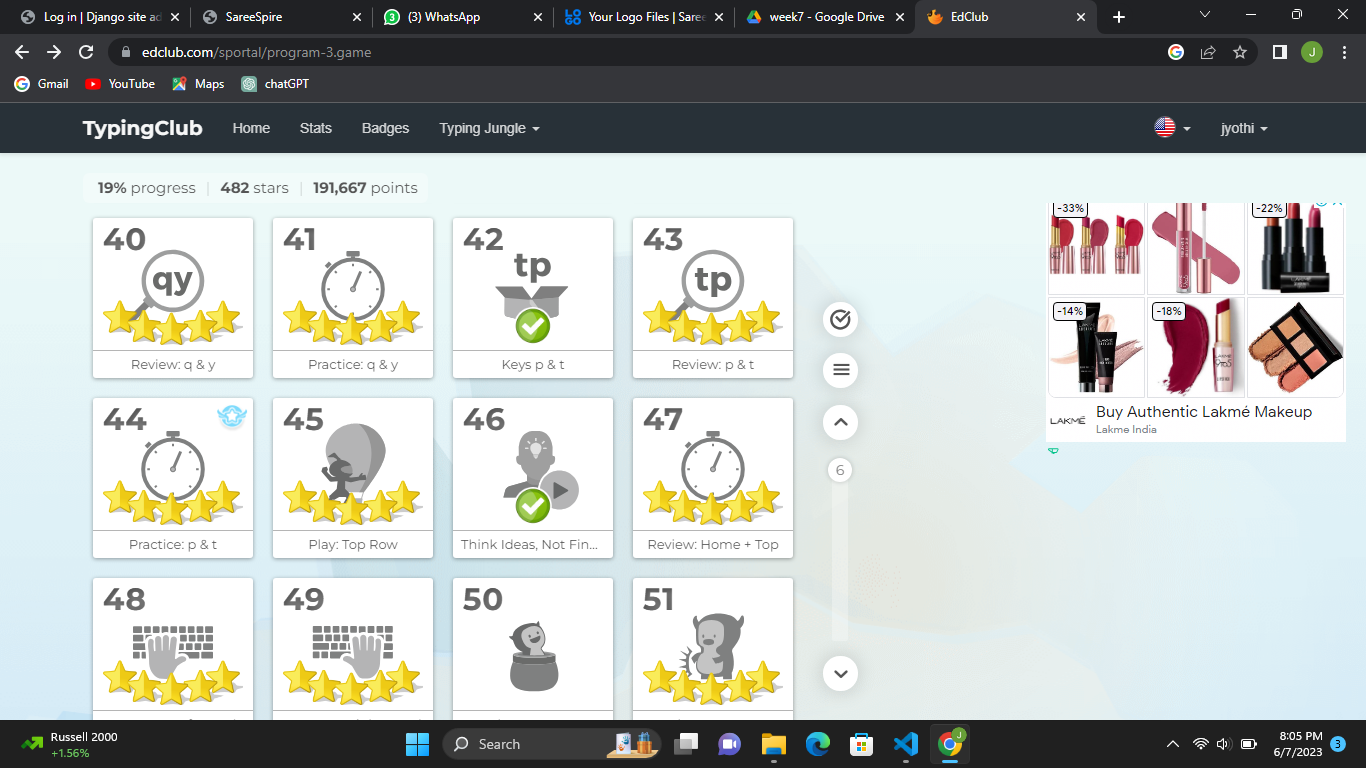 Log in | Django site ad
SareeSpire
(3) WhatsApp
Your Logo Files | Saree
week7 - Google Drive
EdClub
edclub.com/sportal/program-3.game
J
Gmail
YouTube
Maps
chatGPT
TypingClub
Home
Stats
Badges
Typing Jungle
jyothi
19% progress | 482 stars | 191,667 points
40
qy
Review: q & y
41
Practice: q & y
42
tp
Keys p & t
43
tp
Review: p & t
44
Practice: p & t
45
Play: Top Row
46
Think Ideas, Not Fin...
47
Review: Home + Top
48
49
50
51
6
-33%
-22%
-14%
-18%
LAKMÉ
Buy Authentic Lakmé Makeup
Lakme India
Russell 2000
+1.56%
Search
J
8:05 PM
6/7/2023
3